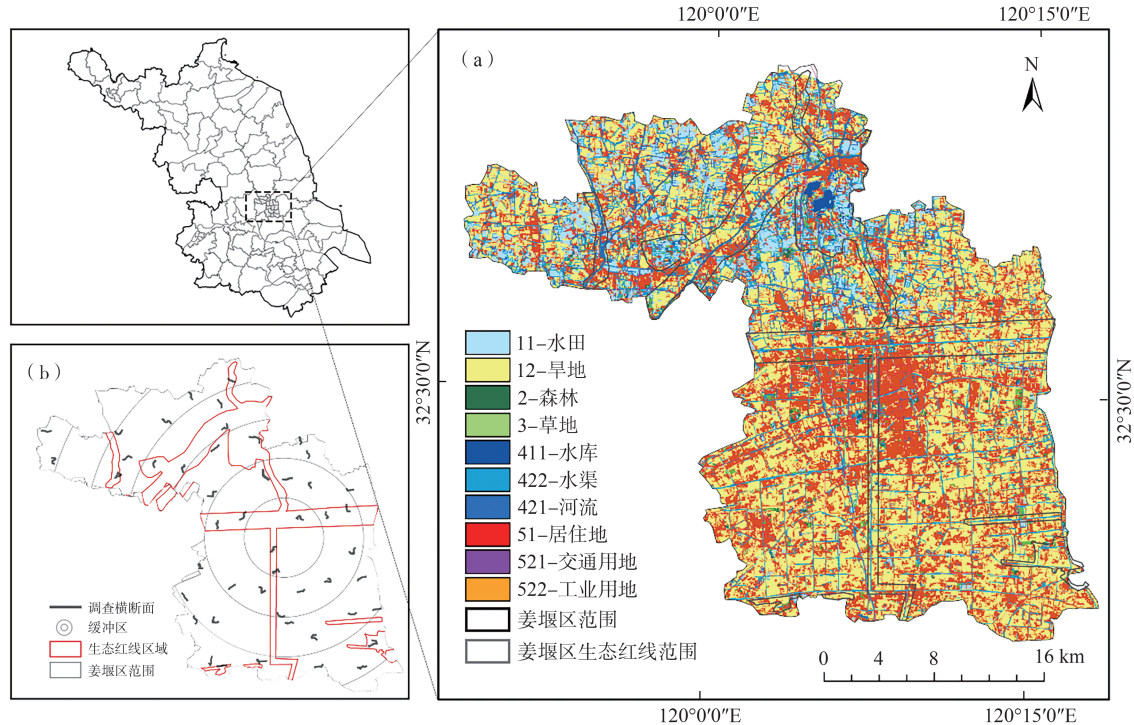 120°0′0″E
120°15′0″E
（a）
N
32°30′0″N
32°30′0″N
11–水田
12–旱地
2–森林
3–草地
411–水库
422–水渠
421–河流
51–居住地
521–交通用地
522–工业用地
姜堰区范围
姜堰区生态红线范围
0 4 8 16 km
120°0′0″E
120°15′0″E
（b）
调查横断面
缓冲区
生态红线区域
姜堰区范围